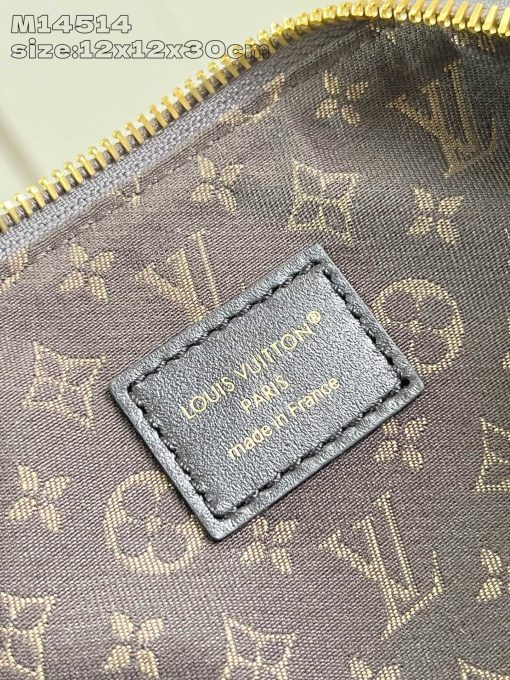 M14514
size:12x12x30cm
LOUIS VUITTON®
PARIS
made in France